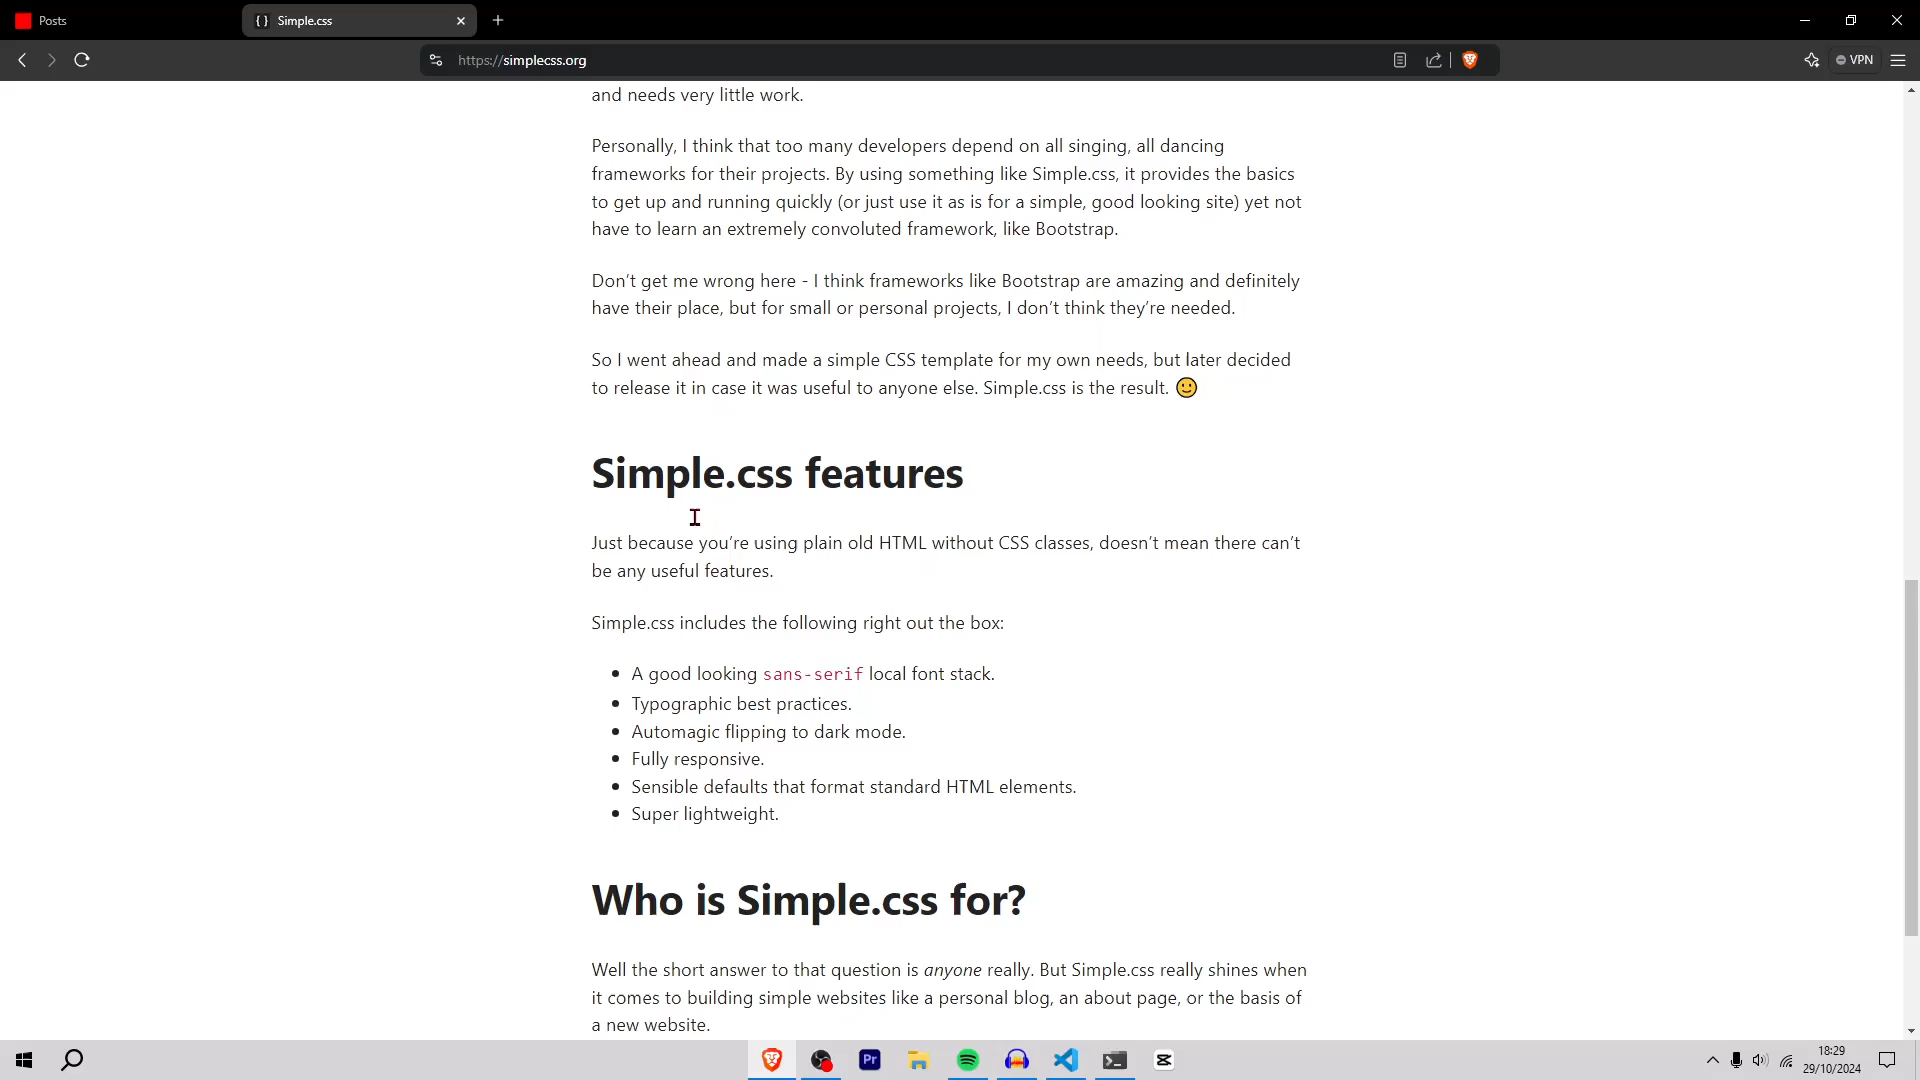 Posts
Simple.css
https://simplecss.org
VPN
and needs very little work.
Personally, I think that too many developers depend on all singing, all dancing
frameworks for their projects. By using something like Simple.css, it provides the basics
to get up and running quickly (or just use it as is for a simple, good looking site) yet not
have to learn an extremely convoluted framework, like Bootstrap.
Don’t get me wrong here - I think frameworks like Bootstrap are amazing and definitely
have their place, but for small or personal projects, I don’t think they’re needed.
So I went ahead and made a simple CSS template for my own needs, but later decided
to release it in case it was useful to anyone else. Simple.css is the result. 🙂
Simple.css features
Just because you’re using plain old HTML without CSS classes, doesn’t mean there can’t
be any useful features.
Simple.css includes the following right out the box:
• A good looking sans-serif local font stack.
• Typographic best practices.
• Automagic flipping to dark mode.
• Fully responsive.
• Sensible defaults that format standard HTML elements.
• Super lightweight.
Who is Simple.css for?
Well the short answer to that question is anyone really. But Simple.css really shines when
it comes to building simple websites like a personal blog, an about page, or the basis of
a new website.
Pr
18:29
29/10/2024